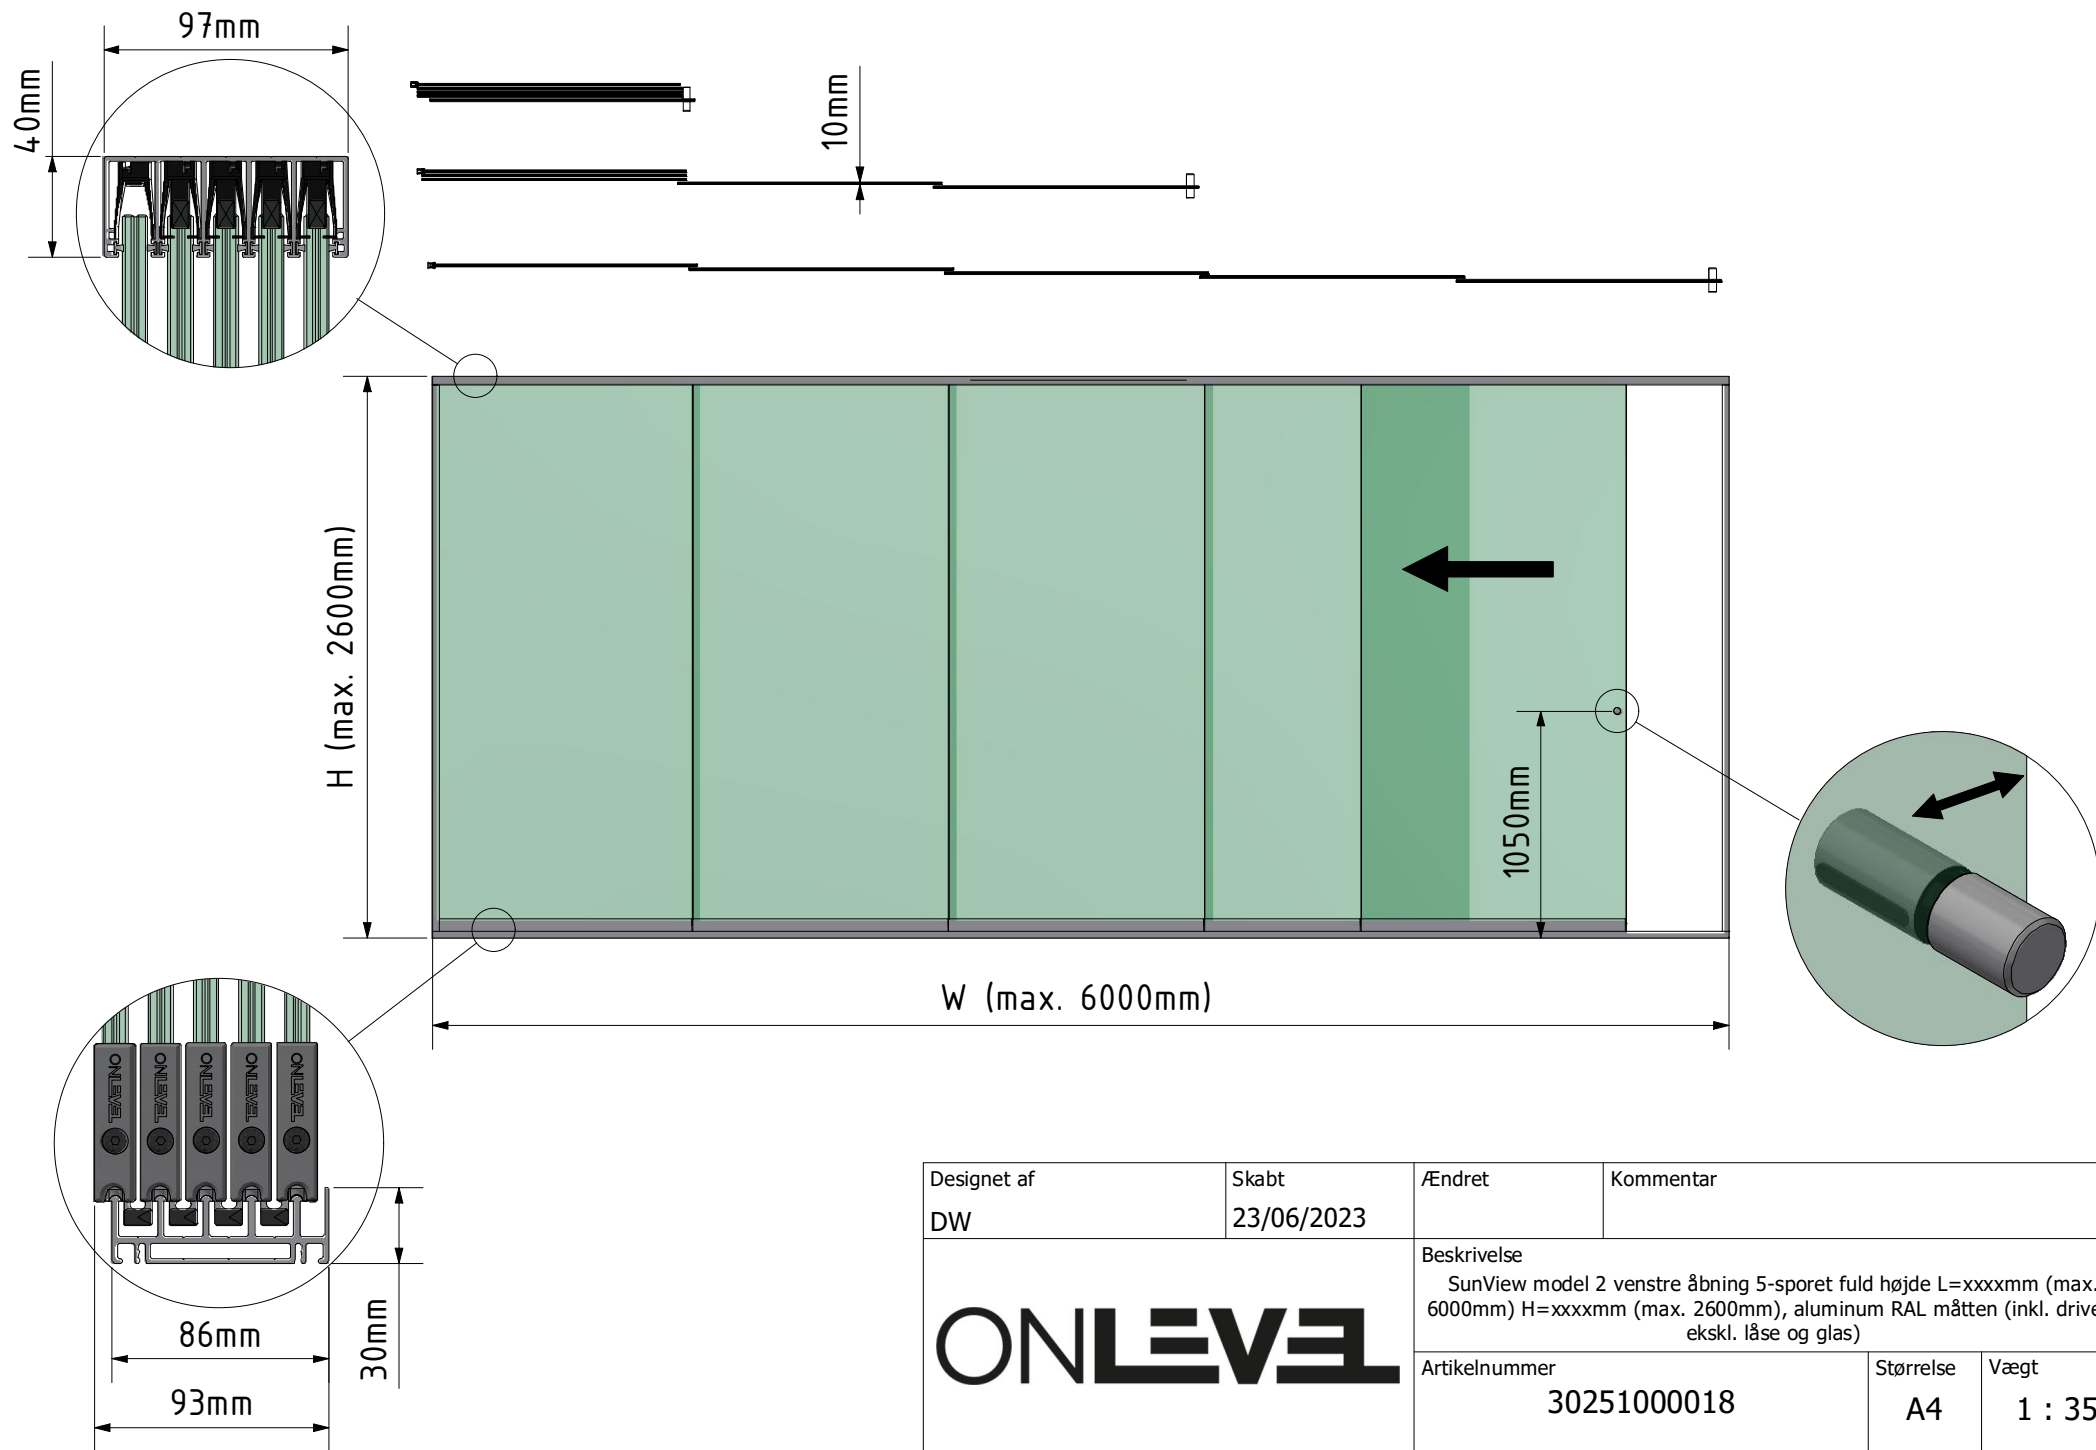 97mm
40mm
10mm
H (max. 2600mm)
1050mm
W (max. 6000mm)
ONLEVEL
ONLEVEL
ONLEVEL
ONLEVEL
ONLEVEL
86mm
93mm
30mm
Designet af
DW
Skabt
23/06/2023
Ændret
Kommentar
ONLEVEL
Beskrivelse
SunView model 2 venstre åbning 5-sporet fuld højde L=xxxxmm (max.
6000mm) H=xxxxmm (max. 2600mm), aluminum RAL måtten (inkl. drive
ekskl. låse og glas)
Artikelnummer
30251000018
Størrelse
A4
Vægt
1 : 35